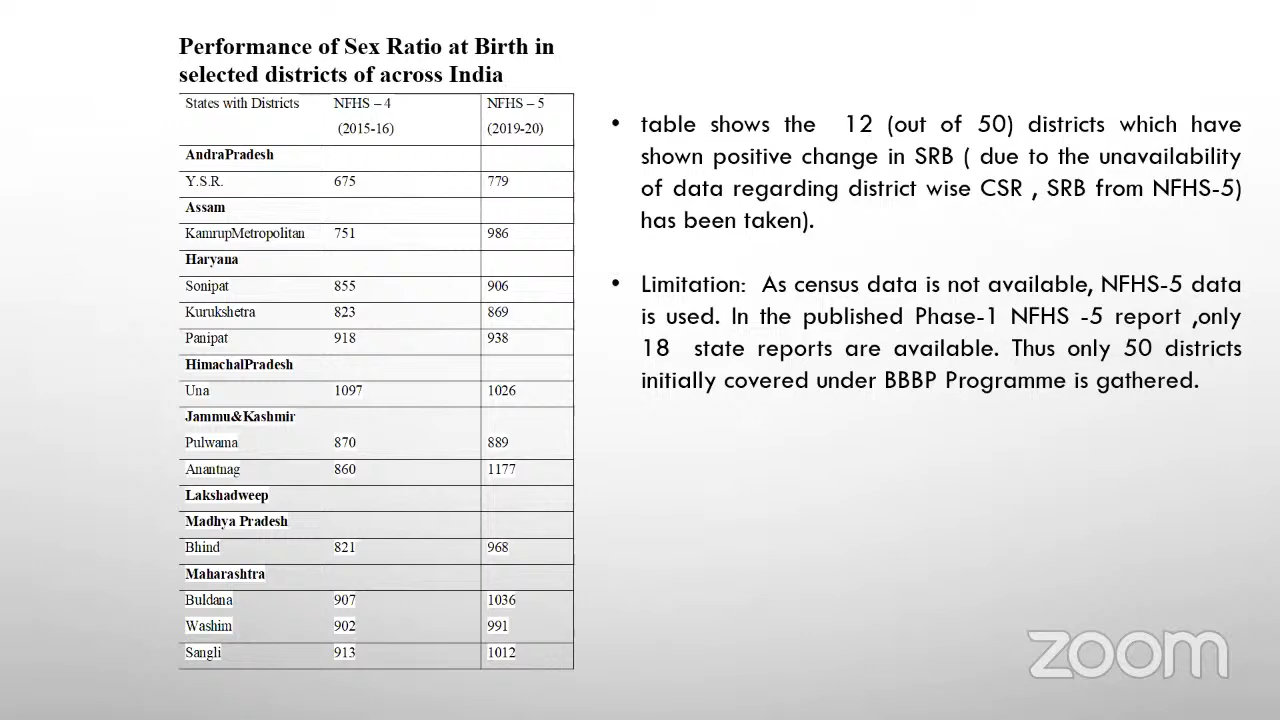 Performance of Sex Ratio at Birth in
selected districts of across India
States with Districts NFHS – 4 NFHS – 5
(2015-16) (2019-20)
AndraPradesh
Y.S.R. 675 779
Assam
KamrupMetropolitan 751 986
Haryana
Sonipat 855 906
Kurukshetra 823 869
Panipat 918 938
HimachalPradesh
Una 1097 1026
Jammu&Kashmir
Pulwama 870 889
Anantnag 860 1177
Lakshadweep
Madhya Pradesh
Bhind 821 968
Maharashtra
Buldana 907 1036
Washim 902 991
Sangli 913 1012
• table shows the 12 (out of 50) districts which have
shown positive change in SRB ( due to the unavailability
of data regarding district wise CSR , SRB from NFHS-5)
has been taken).
• Limitation: As census data is not available, NFHS-5 data
is used. In the published Phase-1 NFHS -5 report ,only
18 state reports are available. Thus only 50 districts
initially covered under BBBP Programme is gathered.
zoom